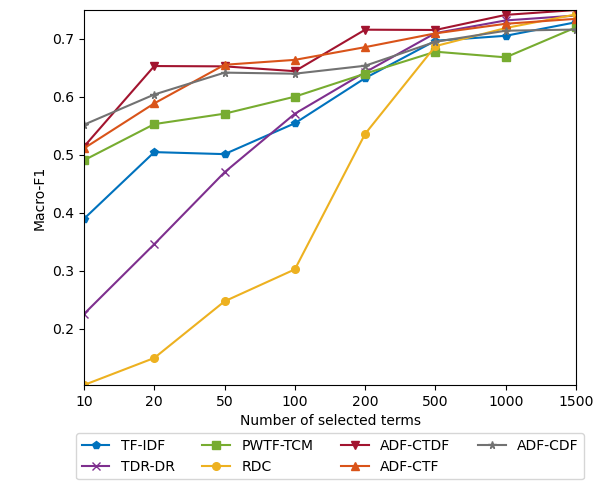 0.7
0.6
0.5
0.4
0.3
0.2
Macro-F1
10 20 50 100 200 500 1000 1500
Number of selected terms
TF-IDF PWTF-TCM ADF-CTDF ADF-CDF
TDR-DR RDC ADF-CTF